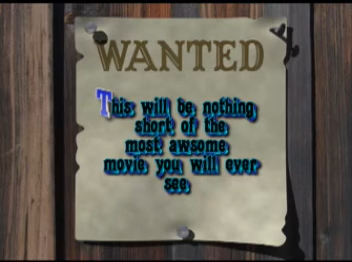 WANTED
This will be nothing
short of the
most awsome
movie you will ever
see